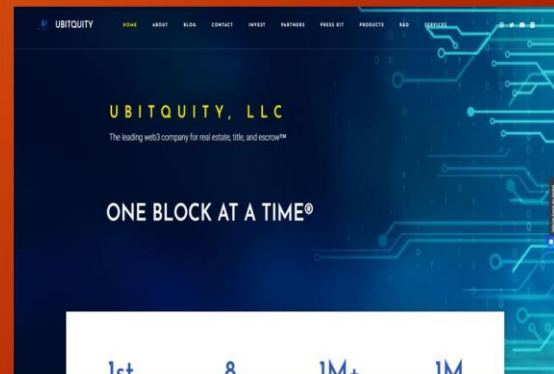 UBITQUITY HOME ABOUT BLOG CONTACT INVEST PARTNERS PRESS KIT PRODUCTS R&D SERVICES
UBITQUITY, LLC
The leading web3 company for real estate, title, and escrow™
ONE BLOCK AT A TIME®
1st 8 1M+ 1M